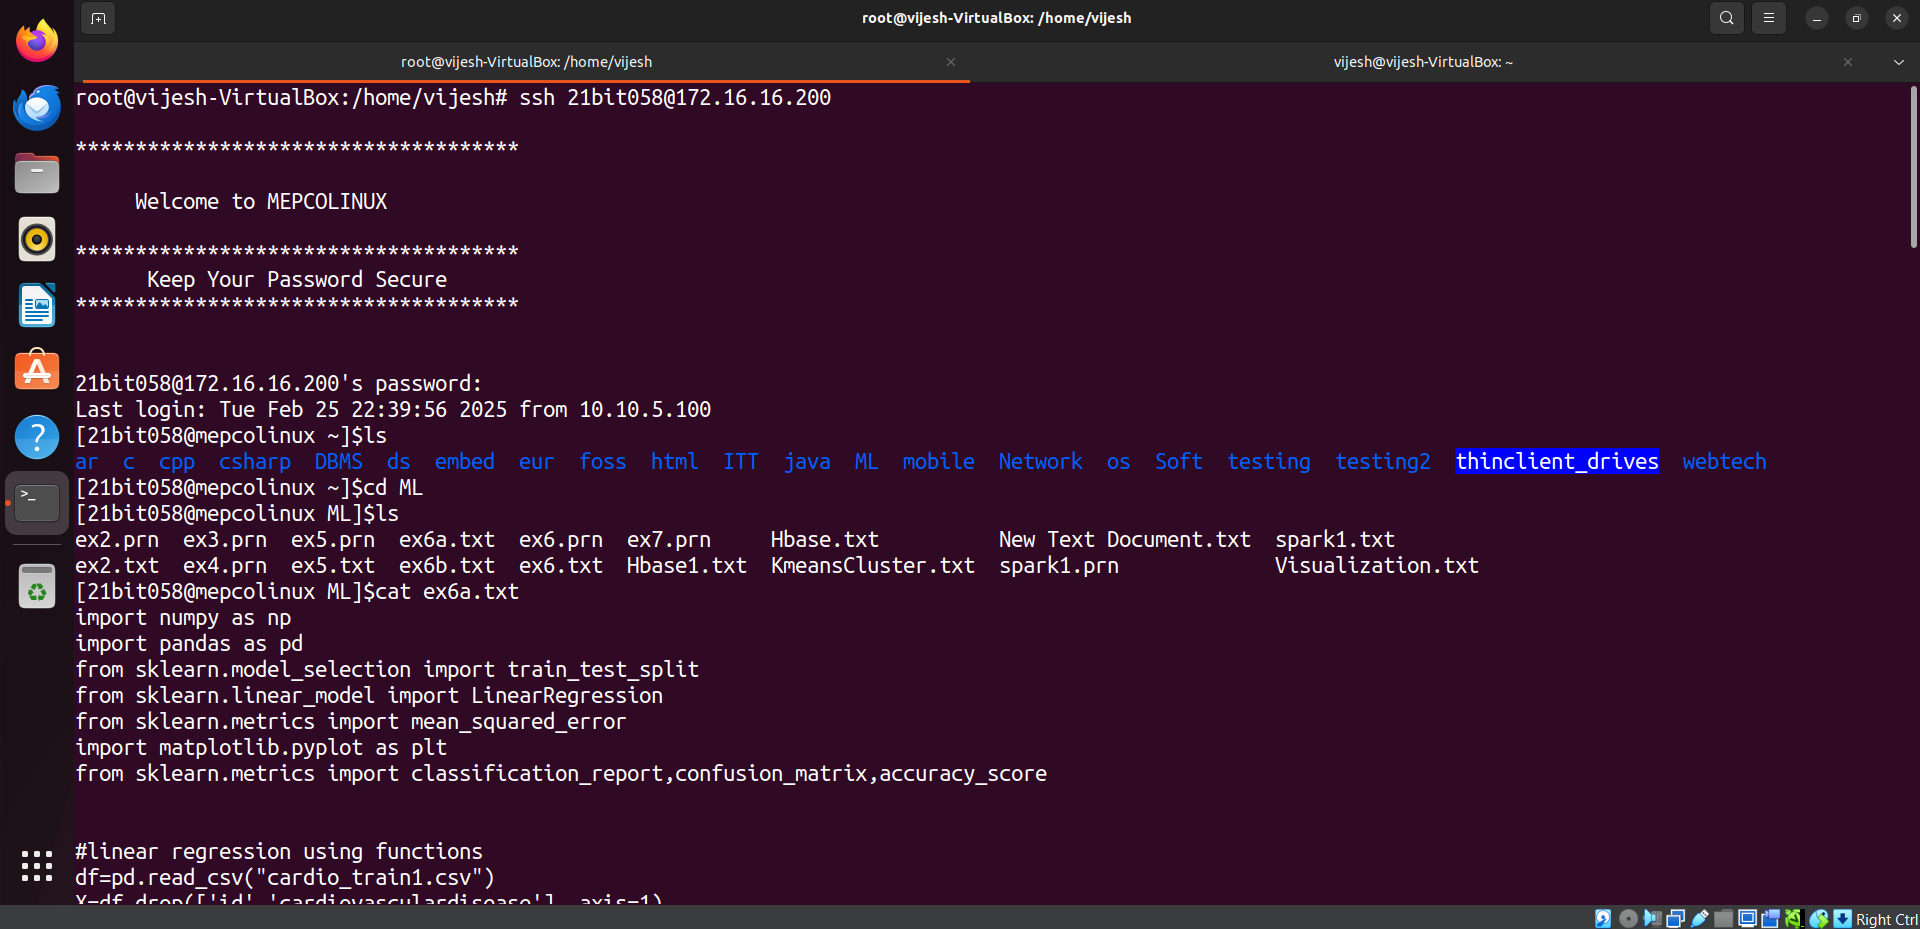 root@vijesh-VirtualBox: /home/vijesh
root@vijesh-VirtualBox: /home/vijesh
vijesh@vijesh-VirtualBox: ~
root@vijesh-VirtualBox:/home/vijesh# ssh 21bit058@172.16.16.200
*************************************
Welcome to MEPCOLINUX
*************************************
Keep Your Password Secure
*************************************
21bit058@172.16.16.200's password:
Last login: Tue Feb 25 22:39:56 2025 from 10.10.5.100
[21bit058@mepcolinux ~]$ls
ar  c  cpp  csharp  DBMS  ds  embed  eur  foss  html  ITT  java  ML  mobile  Network  os  Soft  testing  testing2  thinclient_drives  webtech
[21bit058@mepcolinux ~]$cd ML
[21bit058@mepcolinux ML]$ls
ex2.prn  ex3.prn  ex5.prn  ex6a.txt  ex6.prn  ex7.prn     Hbase.txt          New Text Document.txt  spark1.txt
ex2.txt  ex4.prn  ex5.txt  ex6b.txt  ex6.txt  Hbase1.txt  KmeansCluster.txt  spark1.prn             Visualization.txt
[21bit058@mepcolinux ML]$cat ex6a.txt
import numpy as np
import pandas as pd
from sklearn.model_selection import train_test_split
from sklearn.linear_model import LinearRegression
from sklearn.metrics import mean_squared_error
import matplotlib.pyplot as plt
from sklearn.metrics import classification_report,confusion_matrix,accuracy_score
#linear regression using functions
df=pd.read_csv("cardio_train1.csv")
X=df.drop(['id','cardiovasculardisease'], axis=1)
Right Ctrl